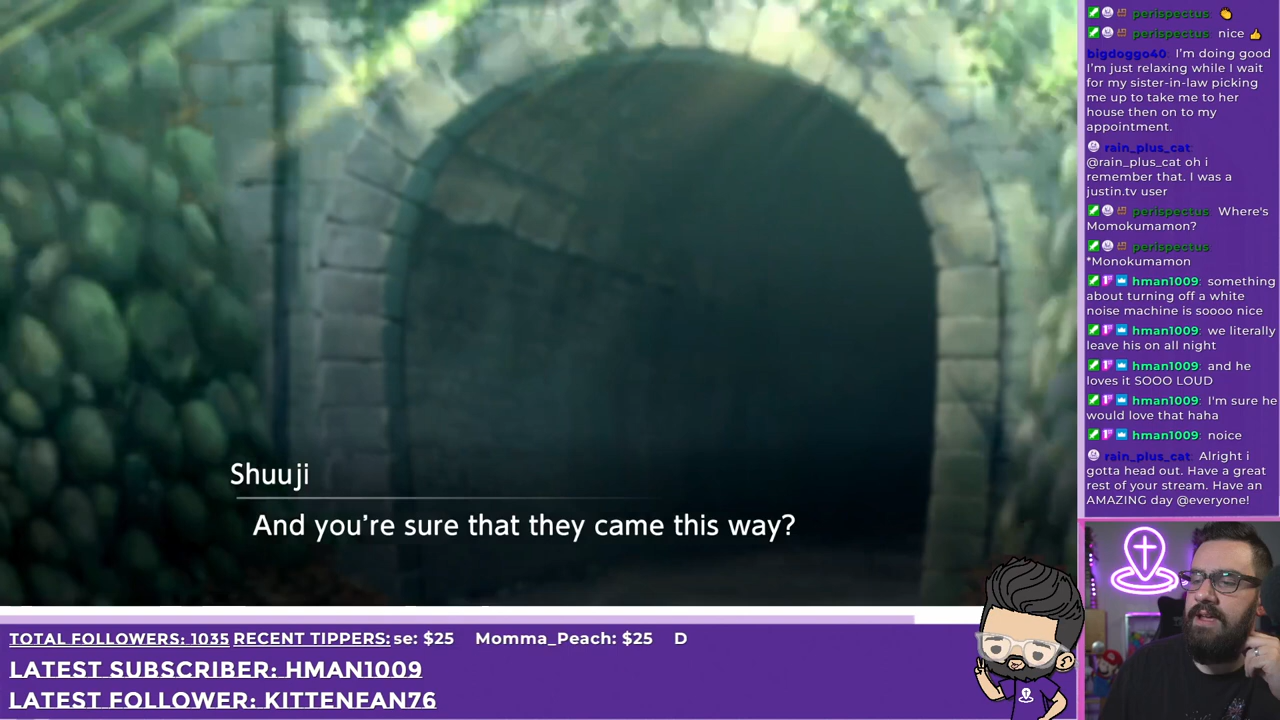 Shuuji
And you're sure that they came this way?
perispectus: 👏
perispectus: nice 👍
bigdoggo40: I'm doing good
I'm just relaxing while I wait
for my sister-in-law picking
me up to take me to her
house then on to my
appointment.
rain_plus_cat:
@rain_plus_cat oh i
remember that. I was a
justin.tv user
perispectus: Where's
Momokumamon?
perispectus:
*Monokumamon
hman1009: something
about turning off a white
noise machine is soooo nice
hman1009: we literally
leave his on all night
hman1009: and he
loves it SOOO LOUD
hman1009: I'm sure he
would love that haha
hman1009: noice
rain_plus_cat: Alright i
gotta head out. Have a great
rest of your stream. Have an
AMAZING day @everyone!
TOTAL FOLLOWERS: 1035 RECENT TIPPERS: se: $25 Momma_Peach: $25 D
LATEST SUBSCRIBER: HMAN1009
LATEST FOLLOWER: KITTENFAN76